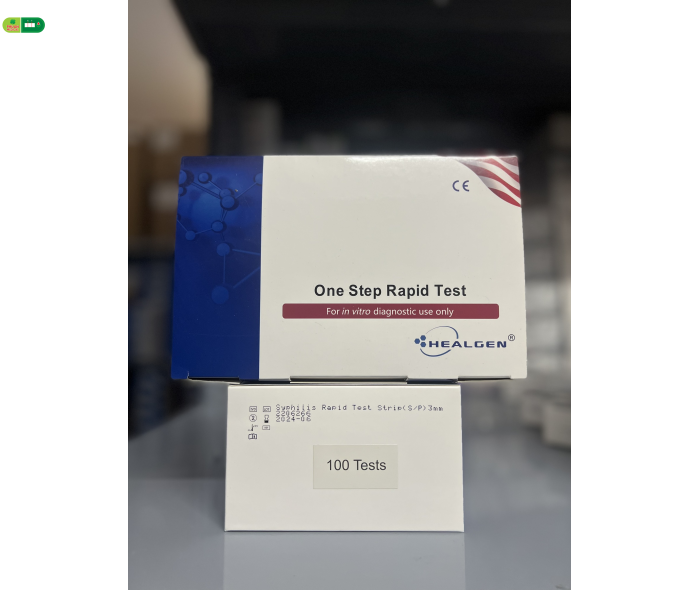 CE
One Step Rapid Test
For in vitro diagnostic use only
HEALGEN®
Syphilis Rapid Test Strip(S/P)3mm
2024-06
100 Tests